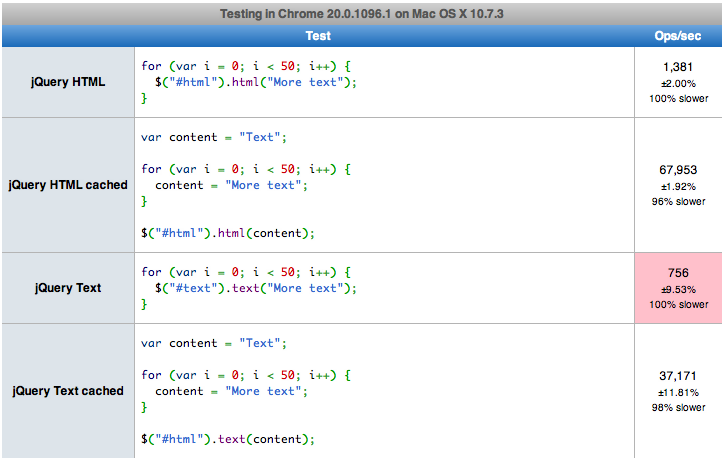 Testing in Chrome 20.0.1096.1 on Mac OS X 10.7.3
Test Ops/sec
jQuery HTML
for (var i = 0; i < 50; i++) {
  $("#html").html("More text");
}
1,381
±2.00%
100% slower
jQuery HTML cached
var content = "Text";

for (var i = 0; i < 50; i++) {
  content = "More text";
}

$("#html").html(content);
67,953
±1.92%
96% slower
jQuery Text
for (var i = 0; i < 50; i++) {
  $("#text").text("More text");
}
756
±9.53%
100% slower
jQuery Text cached
var content = "Text";

for (var i = 0; i < 50; i++) {
  content = "More text";
}

$("#html").text(content);
37,171
±11.81%
98% slower